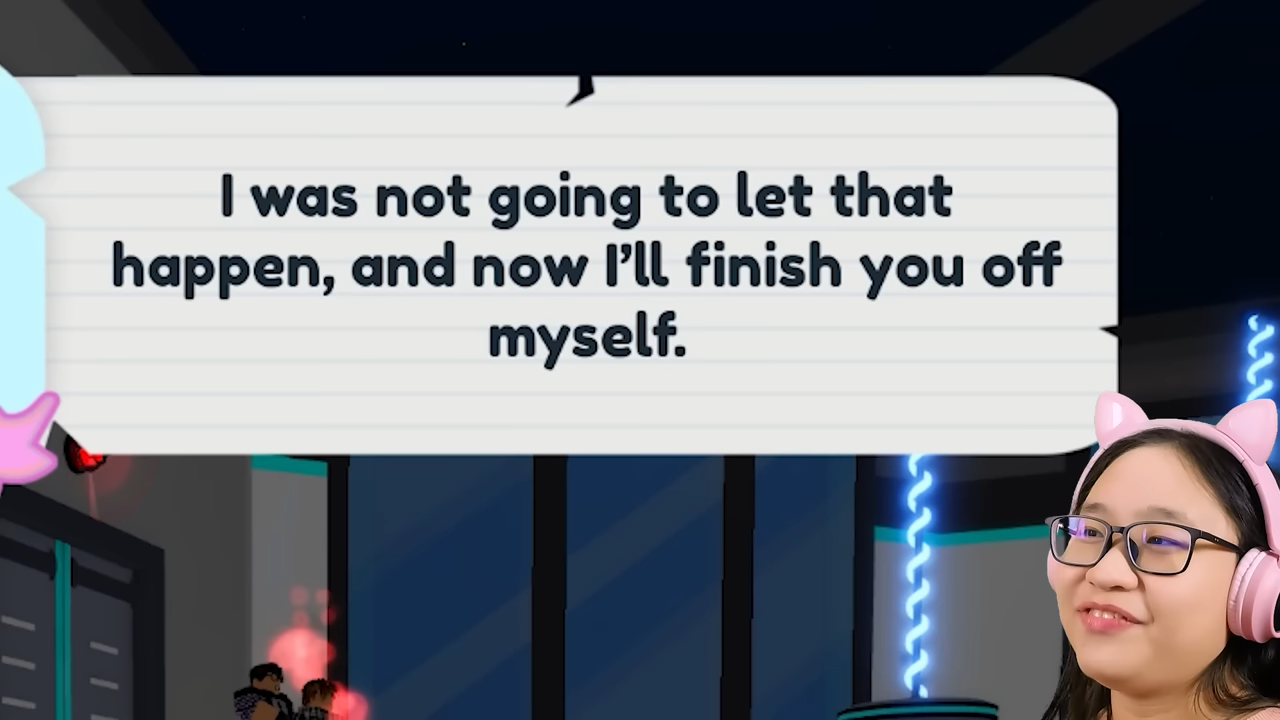 I was not going to let that
happen, and now I’ll finish you off
myself.